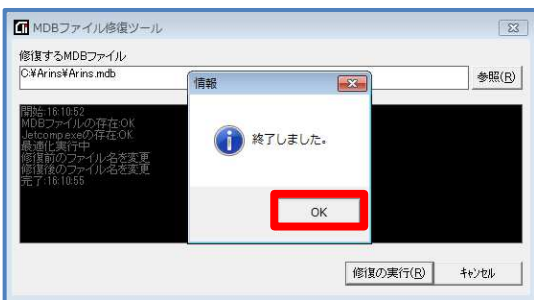 MDBファイル修復ツール
修復するMDBファイル
C:¥Arins¥Arins.mdb
参照(R)
情報
開始:16:10:52
MDBファイルの存在:OK
Jetcomp.exeの存在:OK
最適化実行中
修復前のファイル名を変更
修復後のファイル名を変更
完了:16:10:55
終了しました。
OK
修復の実行(R)
キャンセル